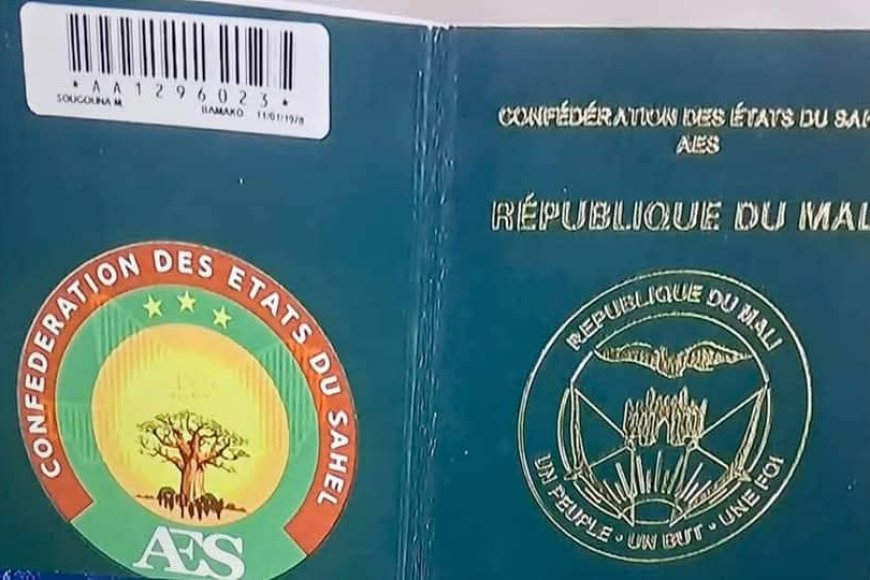 *AA1296023*
SOUGOUNA M.
BAMAKO 11/01/1978
CONFEDERATION DES ETATS DU SAHEL
AES
CONFÉDÉRATION DES ÉTATS DU SAH
AES
RÉPUBLIQUE DU MAL
REPUBLIQUE DU MALI
UN PEUPLE • UN BUT • UNE FOI